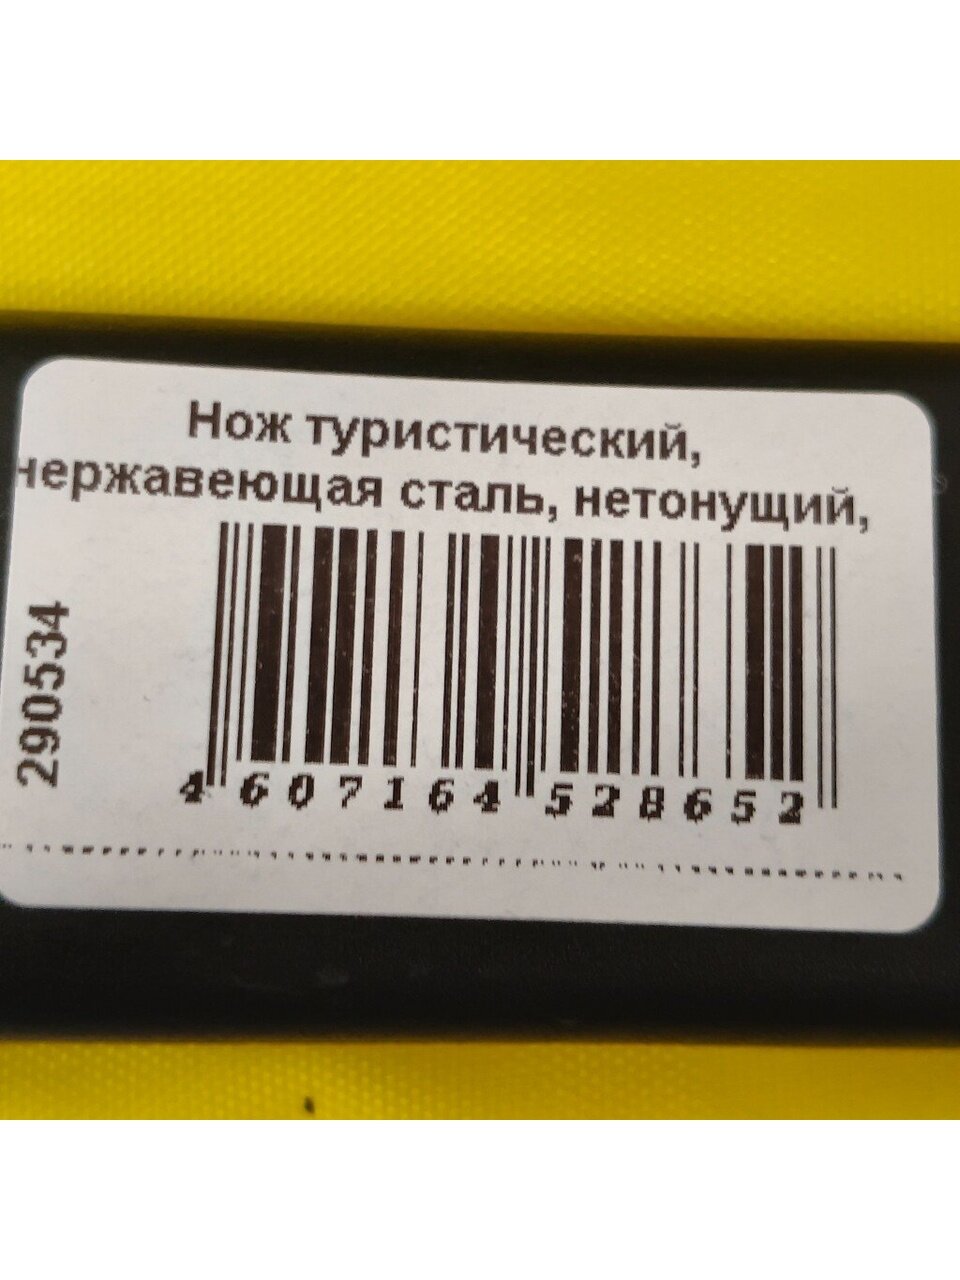 Нож туристический,
нержавеющая сталь, нетонущий,
290534
4 607164 528652